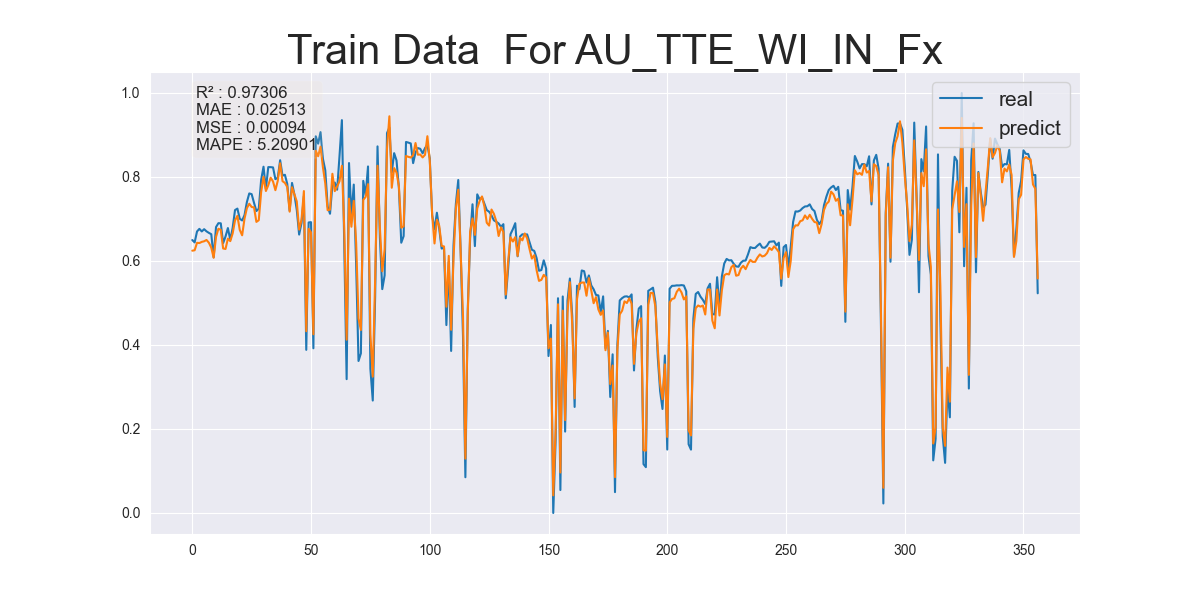 Train Data  For AU_TTE_WI_IN_Fx
R² : 0.97306
MAE : 0.02513
MSE : 0.00094
MAPE : 5.20901
real
predict
1.0
0.8
0.6
0.4
0.2
0.0
0 50 100 150 200 250 300 350